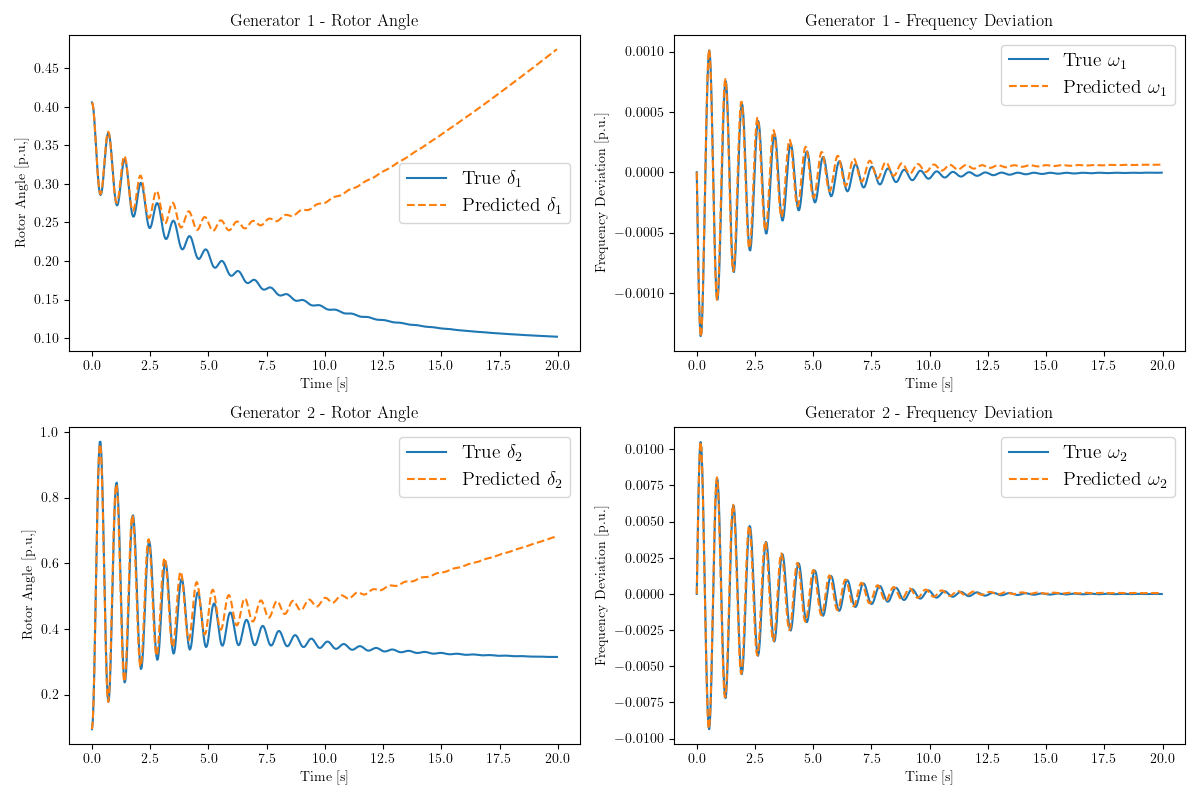 Generator 1 - Rotor Angle
Rotor Angle [p.u.]
0.45
0.40
0.35
0.30
0.25
0.20
0.15
0.10
True δ₁
Predicted δ₁
0.0 2.5 5.0 7.5 10.0 12.5 15.0 17.5 20.0
Time [s]
Generator 1 - Frequency Deviation
Frequency Deviation [p.u.]
0.0010
0.0005
0.0000
−0.0005
−0.0010
True ω₁
Predicted ω₁
0.0 2.5 5.0 7.5 10.0 12.5 15.0 17.5 20.0
Time [s]
Generator 2 - Rotor Angle
Rotor Angle [p.u.]
1.0
0.8
0.6
0.4
0.2
True δ₂
Predicted δ₂
0.0 2.5 5.0 7.5 10.0 12.5 15.0 17.5 20.0
Time [s]
Generator 2 - Frequency Deviation
Frequency Deviation [p.u.]
0.0100
0.0075
0.0050
0.0025
0.0000
−0.0025
−0.0050
−0.0075
−0.0100
True ω₂
Predicted ω₂
0.0 2.5 5.0 7.5 10.0 12.5 15.0 17.5 20.0
Time [s]